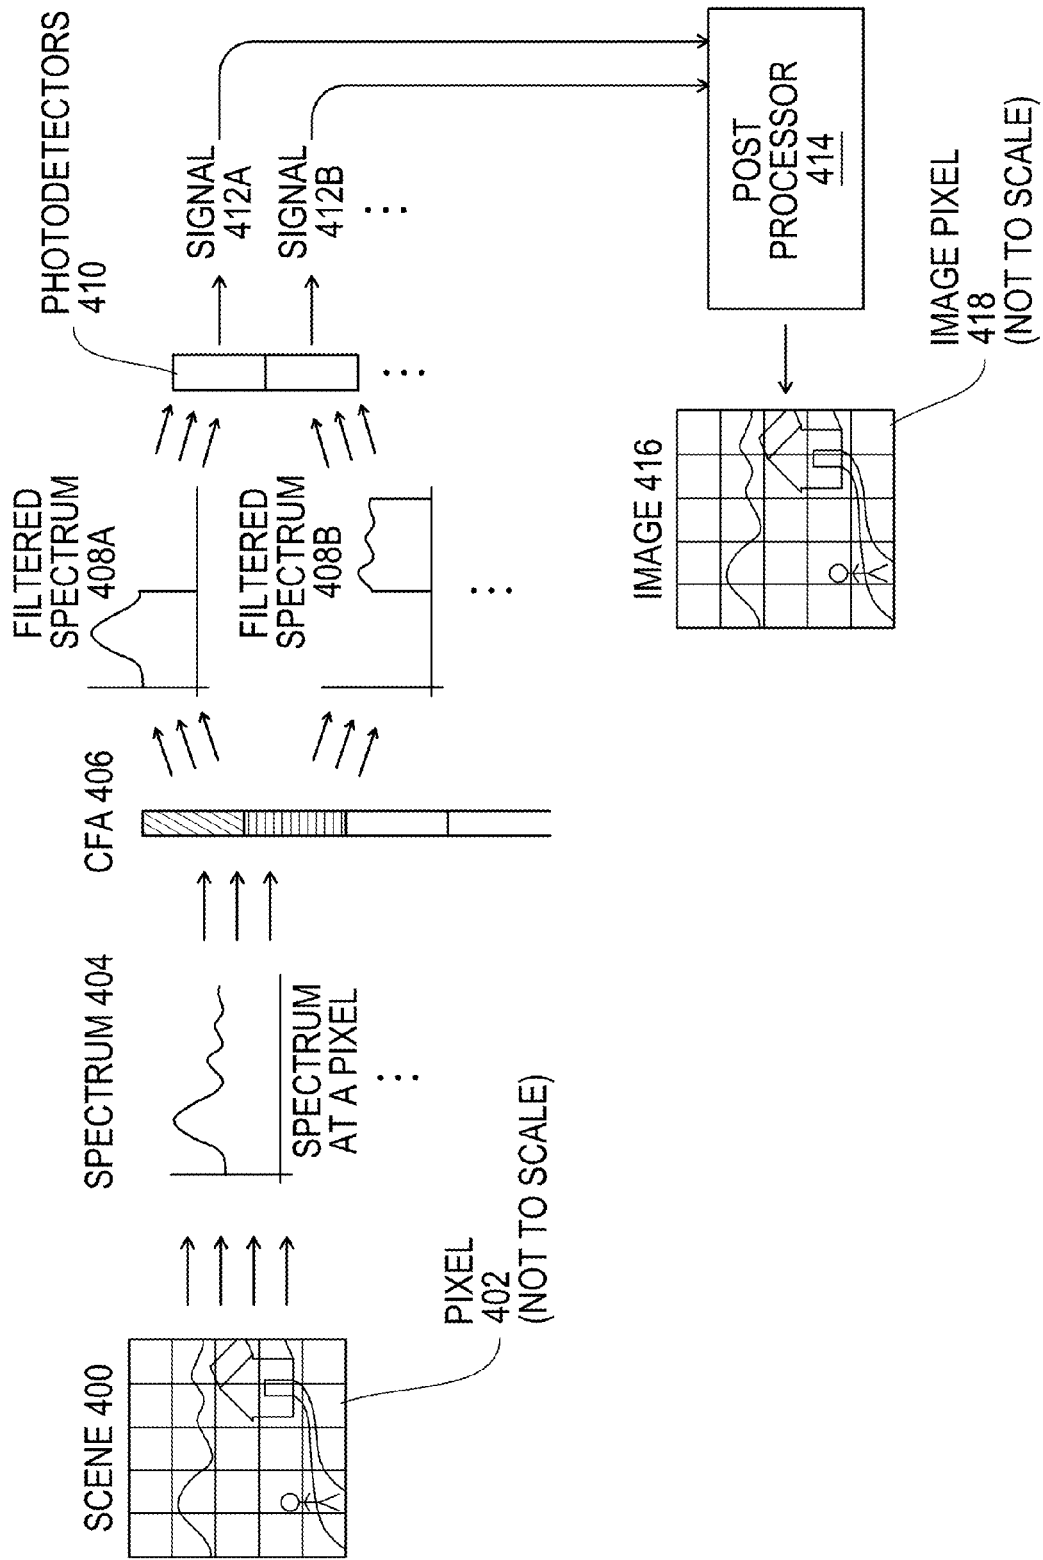 SCENE 400
PIXEL
402
(NOT TO SCALE)
SPECTRUM 404
SPECTRUM
AT A PIXEL
CFA 406
FILTERED
SPECTRUM
408A
FILTERED
SPECTRUM
408B
PHOTODETECTORS
410
SIGNAL
412A
SIGNAL
412B
POST
PROCESSOR
414
IMAGE 416
IMAGE PIXEL
418
(NOT TO SCALE)